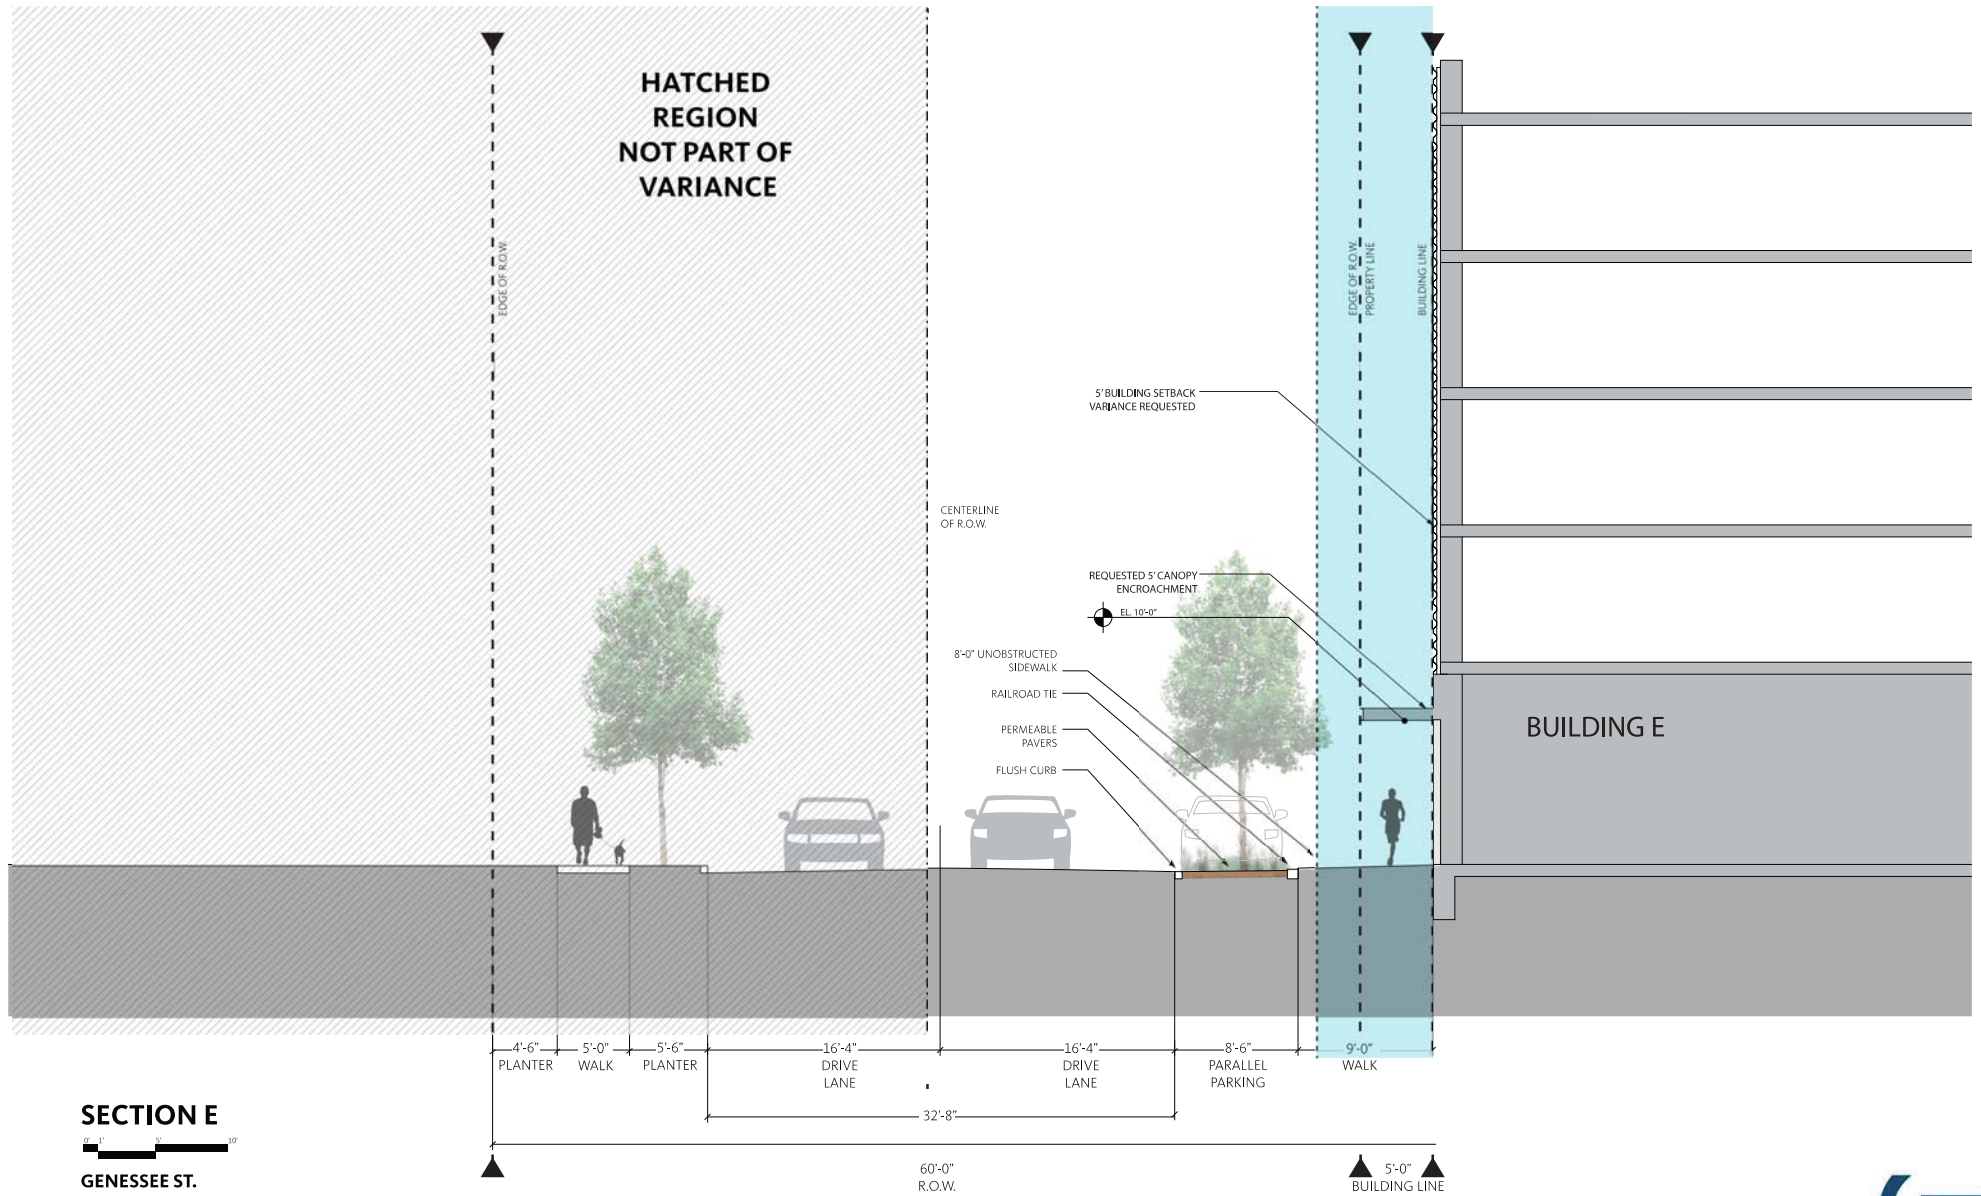 HATCHED
REGION
NOT PART OF
VARIANCE
EDGE OF R.O.W.
EDGE OF R.O.W.
PROPERTY LINE
BUILDING LINE
5' BUILDING SETBACK
VARIANCE REQUESTED
CENTERLINE
OF R.O.W.
REQUESTED 5' CANOPY
ENCROACHMENT
EL. 10'-0"
8'-0" UNOBSTRUCTED
SIDEWALK
RAILROAD TIE
PERMEABLE
PAVERS
FLUSH CURB
BUILDING E
4'-6"
PLANTER
5'-0"
WALK
5'-6"
PLANTER
16'-4"
DRIVE
LANE
16'-4"
DRIVE
LANE
8'-6"
PARALLEL
PARKING
9'-0"
WALK
32'-8"
60'-0"
R.O.W.
5'-0"
BUILDING LINE
SECTION E
0' 1' 5' 10'
GENESSEE ST.